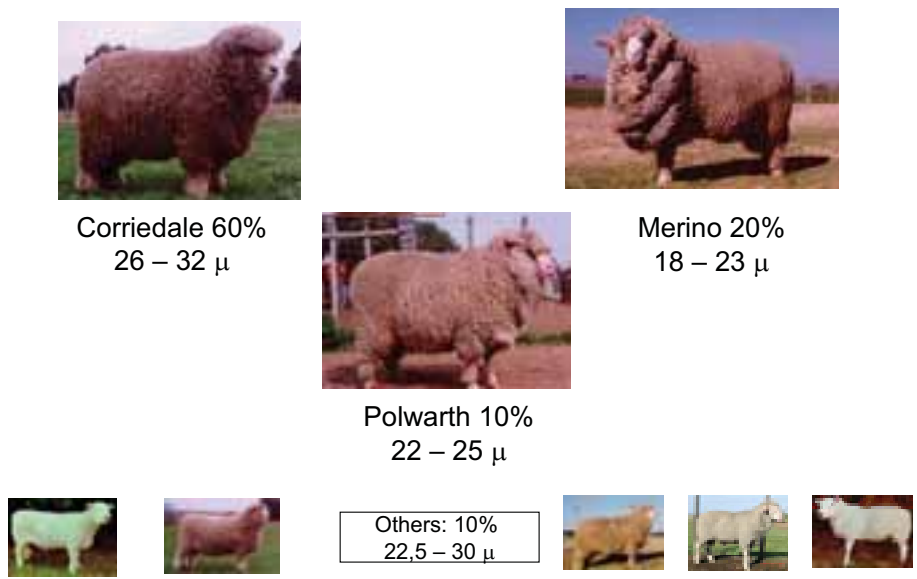 Corriedale 60%
26 – 32 μ
Merino 20%
18 – 23 μ
Polwarth 10%
22 – 25 μ
Others: 10%
22,5 – 30 μ